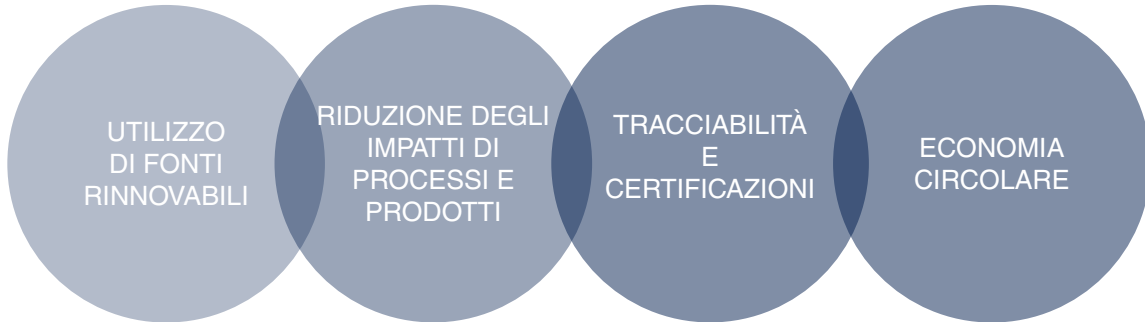 UTILIZZO
DI FONTI
RINNOVABILI
RIDUZIONE DEGLI
IMPATTI DI
PROCESSI E
PRODOTTI
TRACCIABILITÀ
E
CERTIFICAZIONI
ECONOMIA
CIRCOLARE